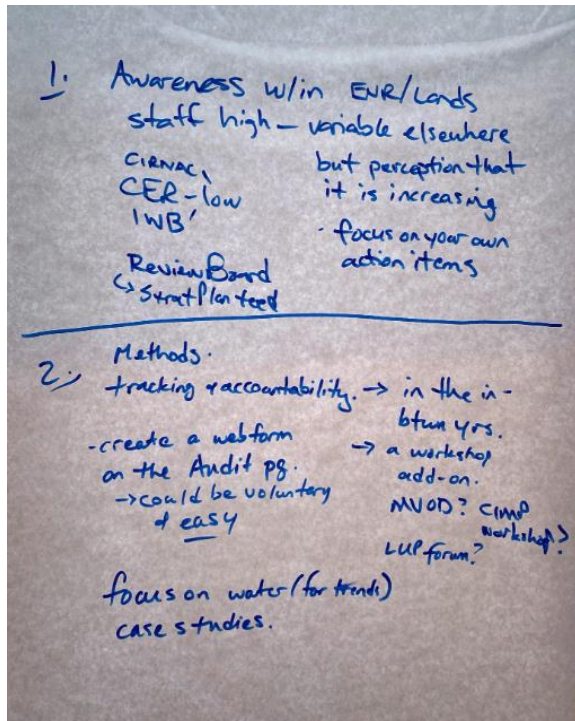 1. Awareness w/in ENR/Lands
staff high – variable elsewhere
CIRNAC,
CER – low
IWB
but perception that
it is increasing
· focus on your own
action items
Review Board
↳ Strat Plan feed
2. Methods.
tracking & accountability. → in the in-
btwn yrs.
- create a webform
on the Audit pg.
→ could be voluntary
& easy
→ a workshop
add-on.
MVOD? CIMP
workshop?
LUP forum?
focus on water (for trends)
case studies.